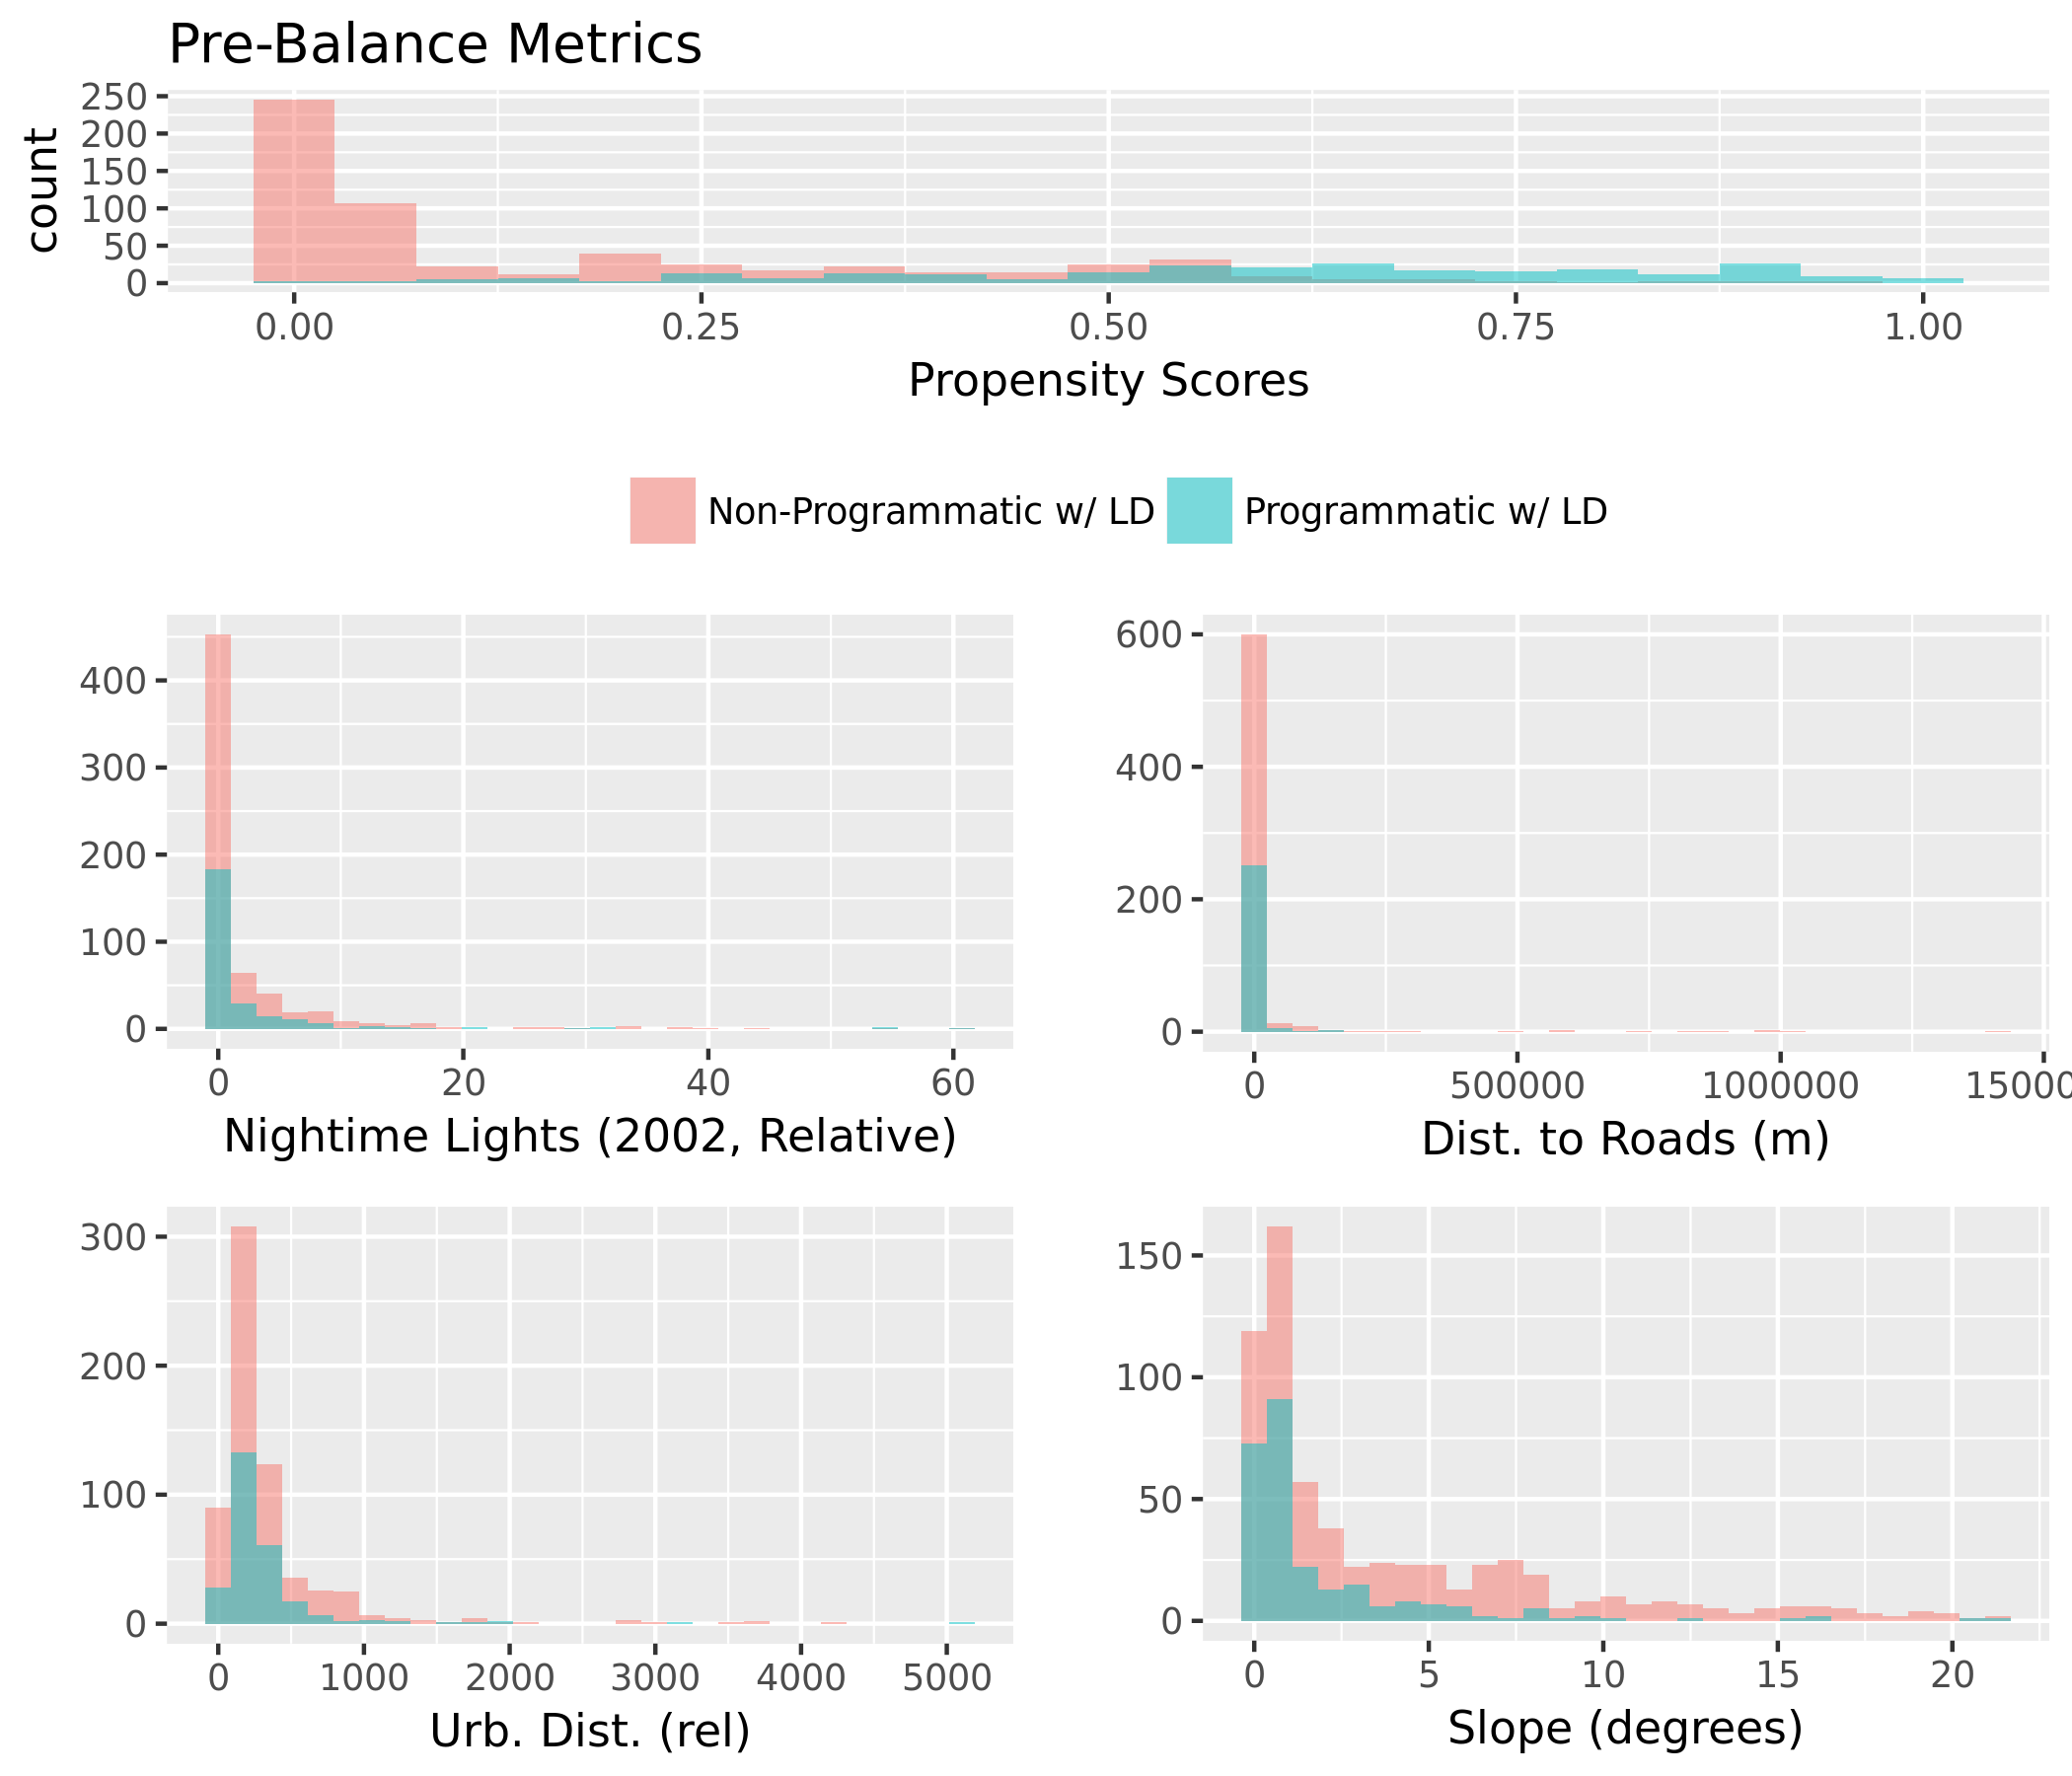 Pre-Balance Metrics
250
200
150
100
50
0
count
0.00 0.25 0.50 0.75 1.00
Propensity Scores
Non-Programmatic w/ LD Programmatic w/ LD
400
300
200
100
0
0 20 40 60
Nightime Lights (2002, Relative)
600
400
200
0
0 500000 1000000 15000
Dist. to Roads (m)
300
200
100
0
0 1000 2000 3000 4000 5000
Urb. Dist. (rel)
150
100
50
0
0 5 10 15 20
Slope (degrees)